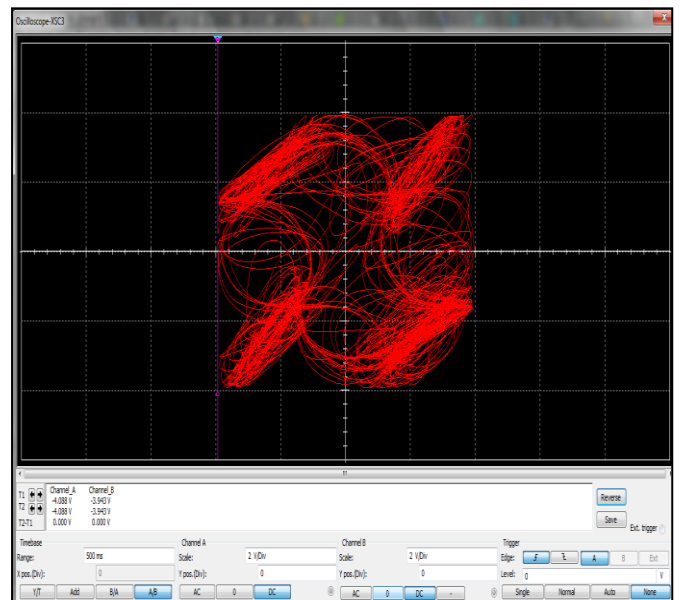 Oscilloscope-XSC3
T1 Channel_A Channel_B
-4.088 V -3.943 V
T2 -4.088 V -3.943 V
T2-T1 0.000 V 0.000 V
Reverse
Save
Ext. trigger
Timebase Channel A Channel B Trigger
Range: 500 ms Scale: 2 V/Div Scale: 2 V/Div Edge: A B Ext
X pos.(Div): 0 Y pos.(Div): 0 Y pos.(Div): 0 Level: 0 V
Y/T Add B/A A/B AC 0 DC AC 0 DC - Single Normal Auto None